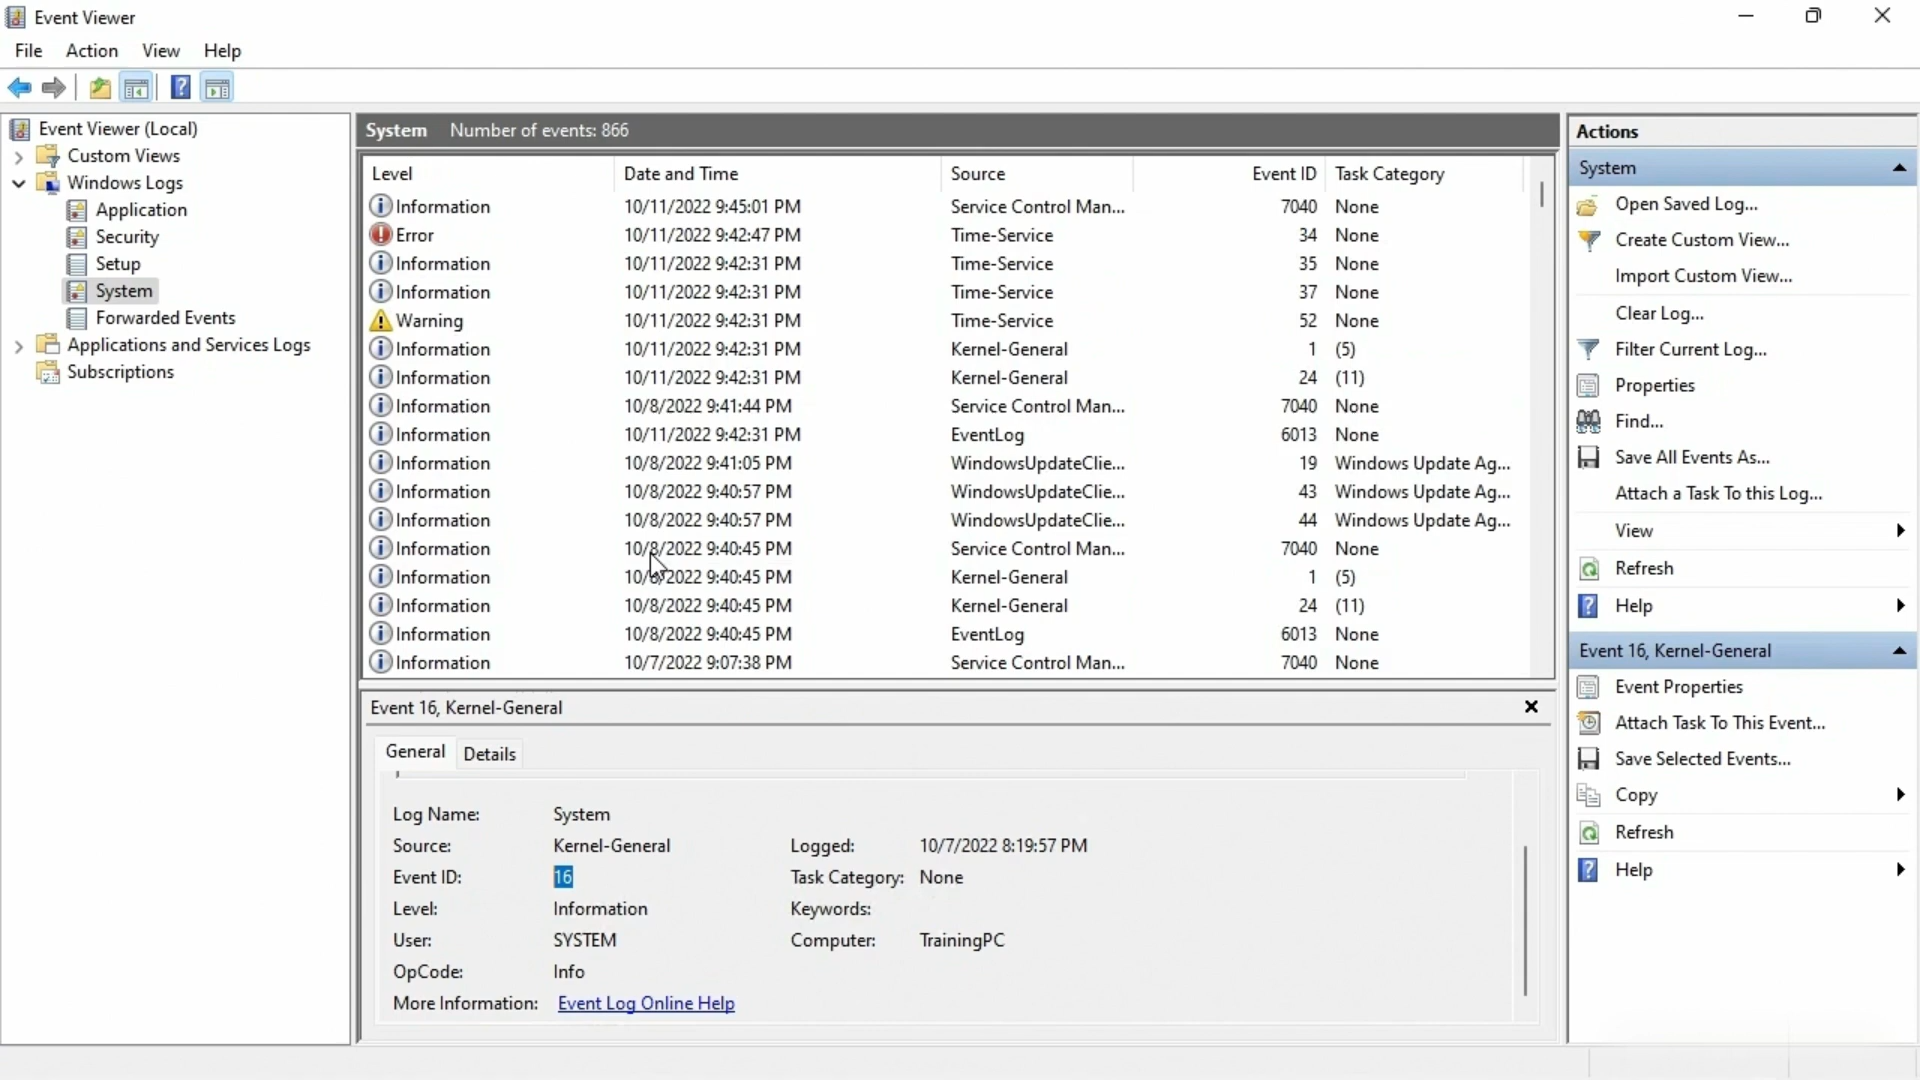 Event Viewer
File Action View Help
Event Viewer (Local)
Custom Views
Windows Logs
Application
Security
Setup
System
Forwarded Events
Applications and Services Logs
Subscriptions
System Number of events: 866
Level Date and Time Source Event ID Task Category
Information 10/11/2022 9:45:01 PM Service Control Man... 7040 None
Error 10/11/2022 9:42:47 PM Time-Service 34 None
Information 10/11/2022 9:42:31 PM Time-Service 35 None
Information 10/11/2022 9:42:31 PM Time-Service 37 None
Warning 10/11/2022 9:42:31 PM Time-Service 52 None
Information 10/11/2022 9:42:31 PM Kernel-General 1 (5)
Information 10/11/2022 9:42:31 PM Kernel-General 24 (11)
Information 10/8/2022 9:41:44 PM Service Control Man... 7040 None
Information 10/11/2022 9:42:31 PM EventLog 6013 None
Information 10/8/2022 9:41:05 PM WindowsUpdateClie... 19 Windows Update Ag...
Information 10/8/2022 9:40:57 PM WindowsUpdateClie... 43 Windows Update Ag...
Information 10/8/2022 9:40:57 PM WindowsUpdateClie... 44 Windows Update Ag...
Information 10/8/2022 9:40:45 PM Service Control Man... 7040 None
Information 10/8/2022 9:40:45 PM Kernel-General 1 (5)
Information 10/8/2022 9:40:45 PM Kernel-General 24 (11)
Information 10/8/2022 9:40:45 PM EventLog 6013 None
Information 10/7/2022 9:07:38 PM Service Control Man... 7040 None
Event 16, Kernel-General
General Details
Log Name: System
Source: Kernel-General Logged: 10/7/2022 8:19:57 PM
Event ID: 16 Task Category: None
Level: Information Keywords:
User: SYSTEM Computer: TrainingPC
OpCode: Info
More Information: Event Log Online Help
Actions
System
Open Saved Log...
Create Custom View...
Import Custom View...
Clear Log...
Filter Current Log...
Properties
Find...
Save All Events As...
Attach a Task To this Log...
View
Refresh
Help
Event 16, Kernel-General
Event Properties
Attach Task To This Event...
Save Selected Events...
Copy
Refresh
Help